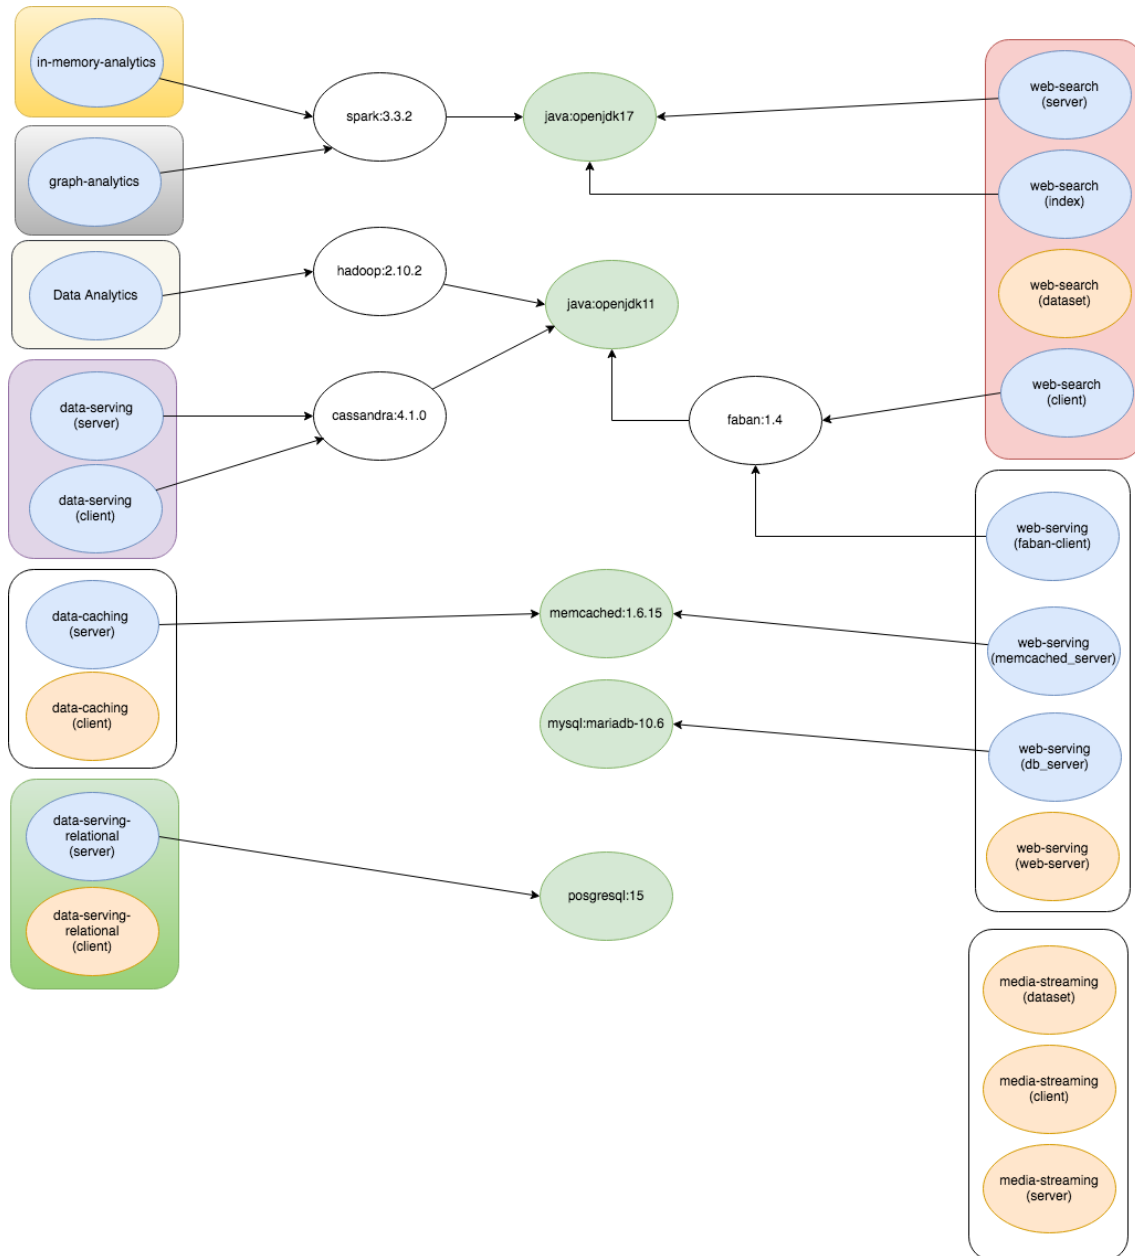 in-memory-analytics
graph-analytics
Data Analytics
data-serving
(server)
data-serving
(client)
data-caching
(server)
data-caching
(client)
data-serving-
relational
(server)
data-serving-
relational
(client)
spark:3.3.2
hadoop:2.10.2
cassandra:4.1.0
java:openjdk17
java:openjdk11
faban:1.4
memcached:1.6.15
mysql:mariadb-10.6
posgresql:15
web-search
(server)
web-search
(index)
web-search
(dataset)
web-search
(client)
web-serving
(faban-client)
web-serving
(memcached_server)
web-serving
(db_server)
web-serving
(web-server)
media-streaming
(dataset)
media-streaming
(client)
media-streaming
(server)